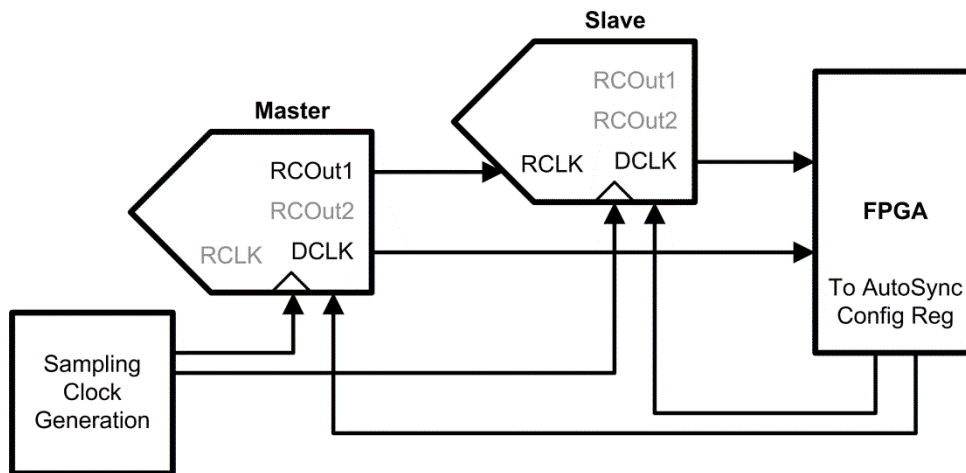 Slave
RCOut1
RCOut2
RCLK
DCLK
Master
RCOut1
RCOut2
RCLK
DCLK
FPGA
To AutoSync
Config Reg
Sampling
Clock
Generation